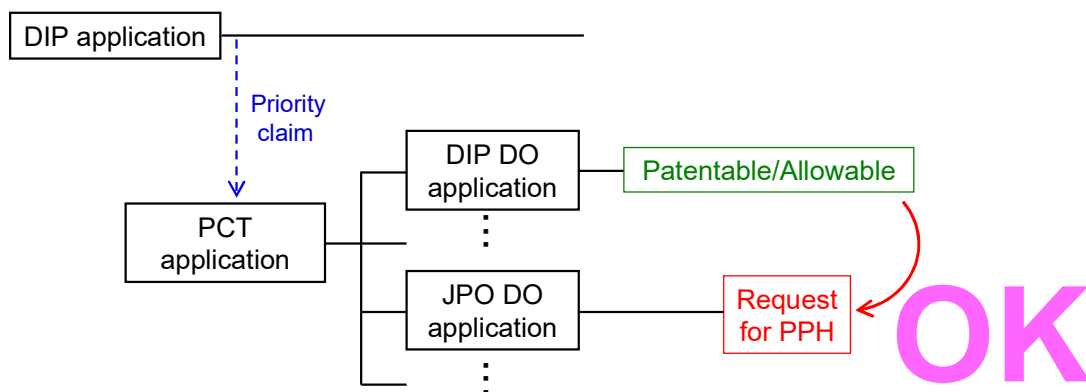 DIP application
Priority
claim
DIP DO
application
Patentable/Allowable
PCT
application
JPO DO
application
Request
for PPH
OK